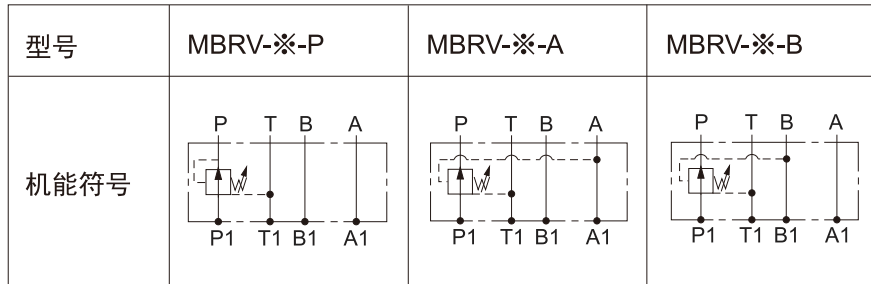 型号 MBRV-※-P MBRV-※-A MBRV-※-B
机能符号
P T B A P T B A P T B A
P1 T1 B1 A1 P1 T1 B1 A1 P1 T1 B1 A1